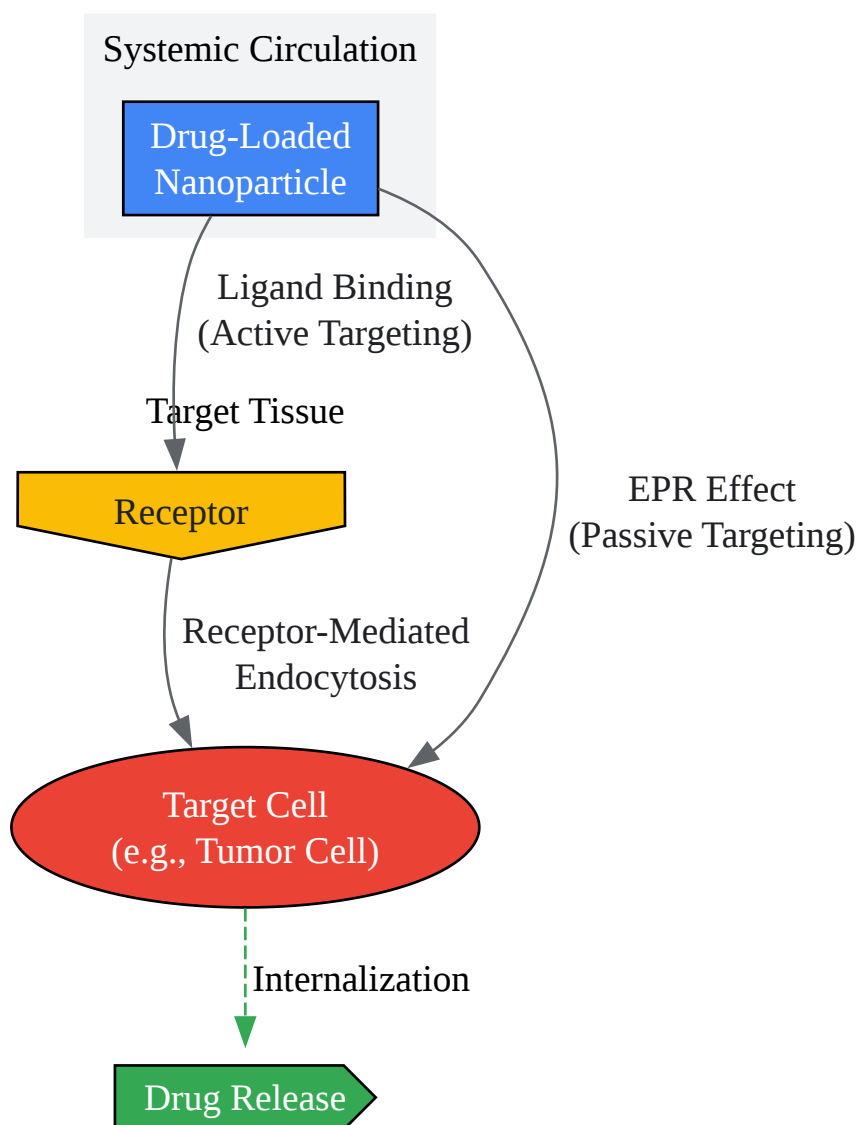 Systemic Circulation
Drug-Loaded
Nanoparticle
Ligand Binding
(Active Targeting)
Target Tissue
Receptor
EPR Effect
(Passive Targeting)
Receptor-Mediated
Endocytosis
Target Cell
(e.g., Tumor Cell)
Internalization
Drug Release